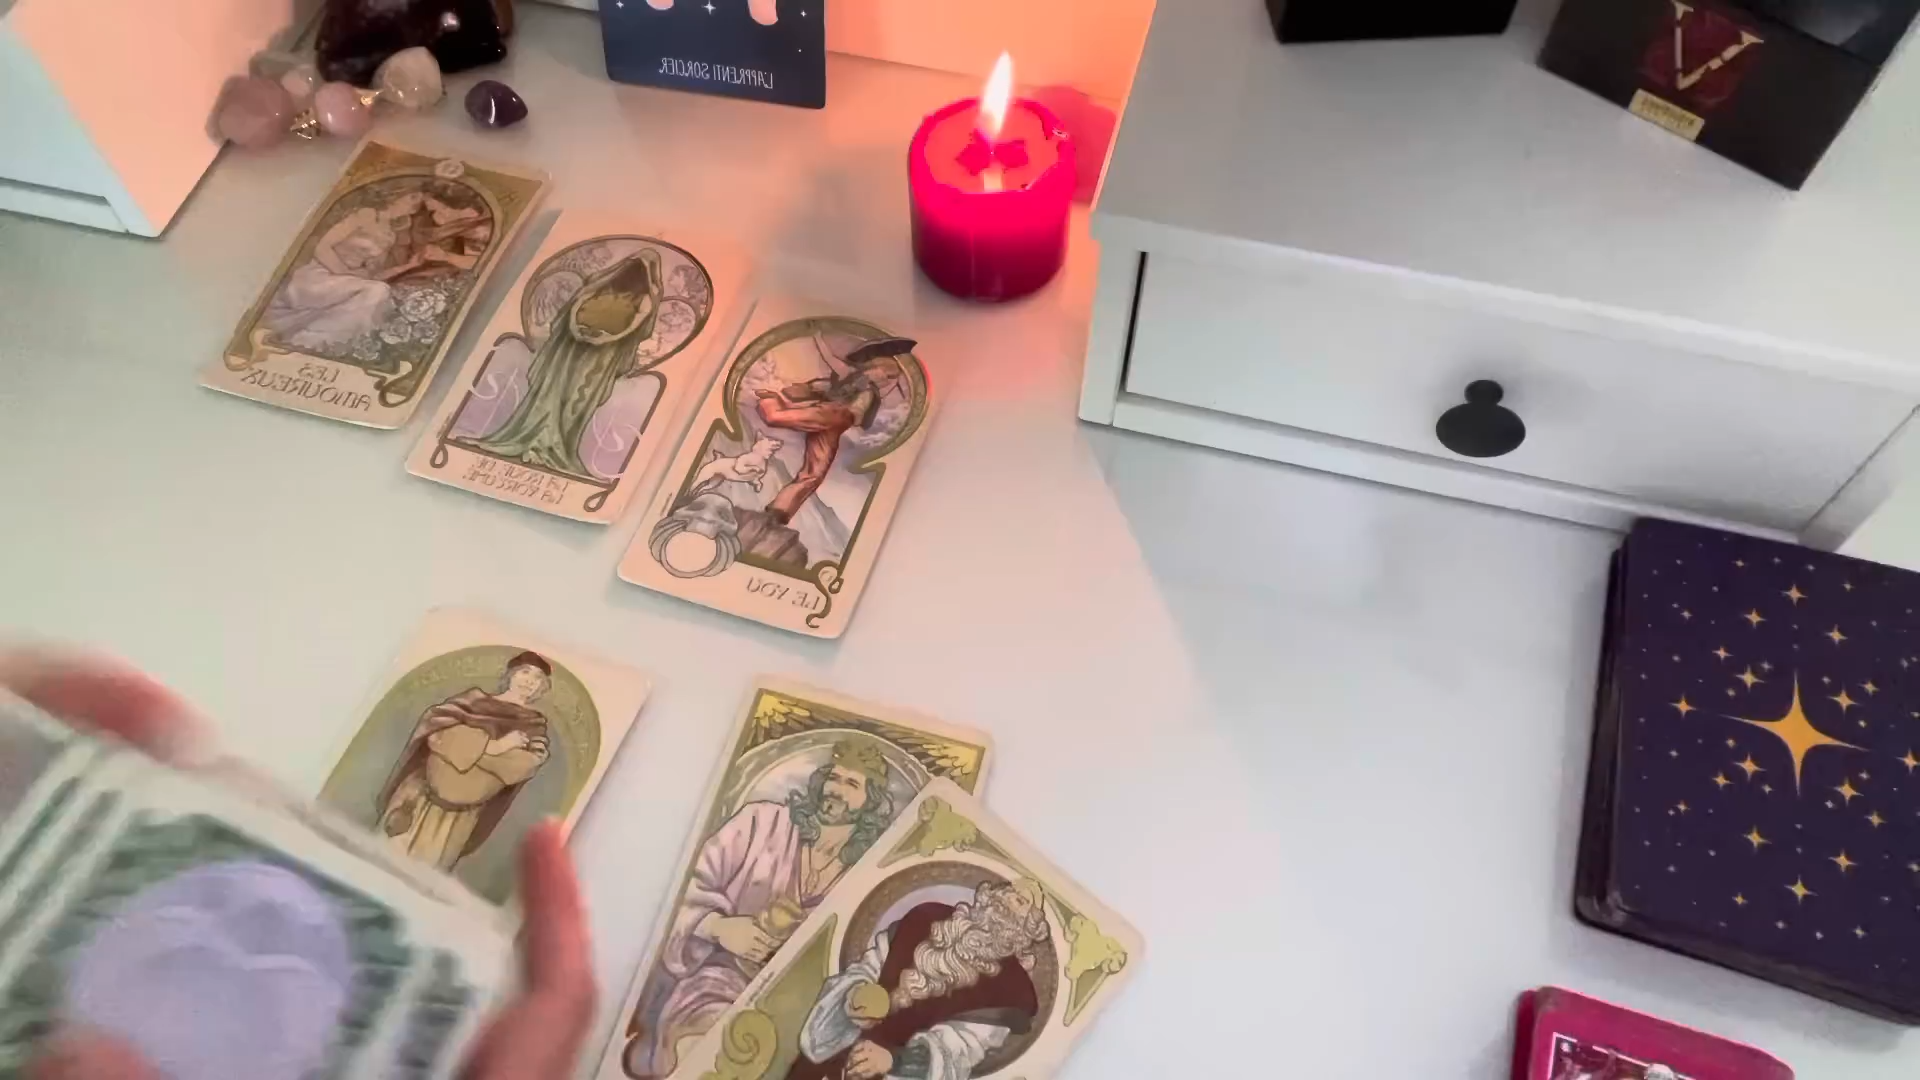 L'APPRENTI SORCIER
LES
AMOUREUX
LA ROUE DE
LA FORTUNE
LE FOU
V